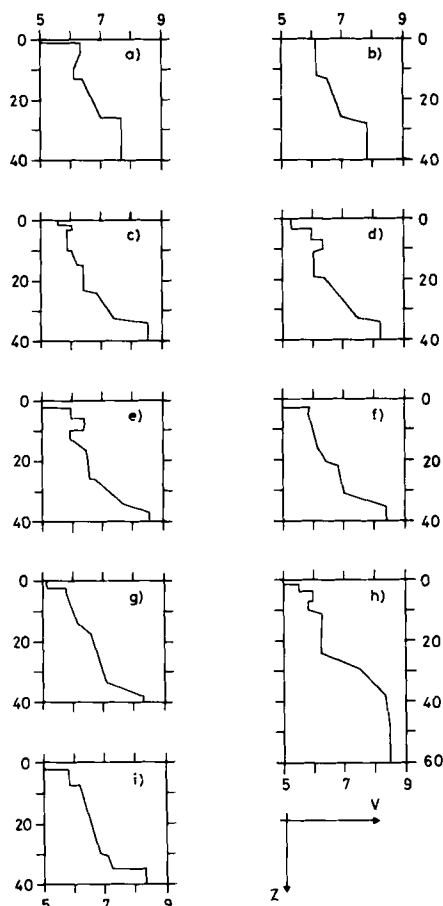 5 7 9 5 7 9
0 a) b) 0
20 20
40 40
0 c) d) 0
20 20
40 40
0 e) f) 0
20 20
40 40
0 g) h) 0
20 20
40 40
0 i) 5 7 9 60
20 V
40
5 7 9 Z